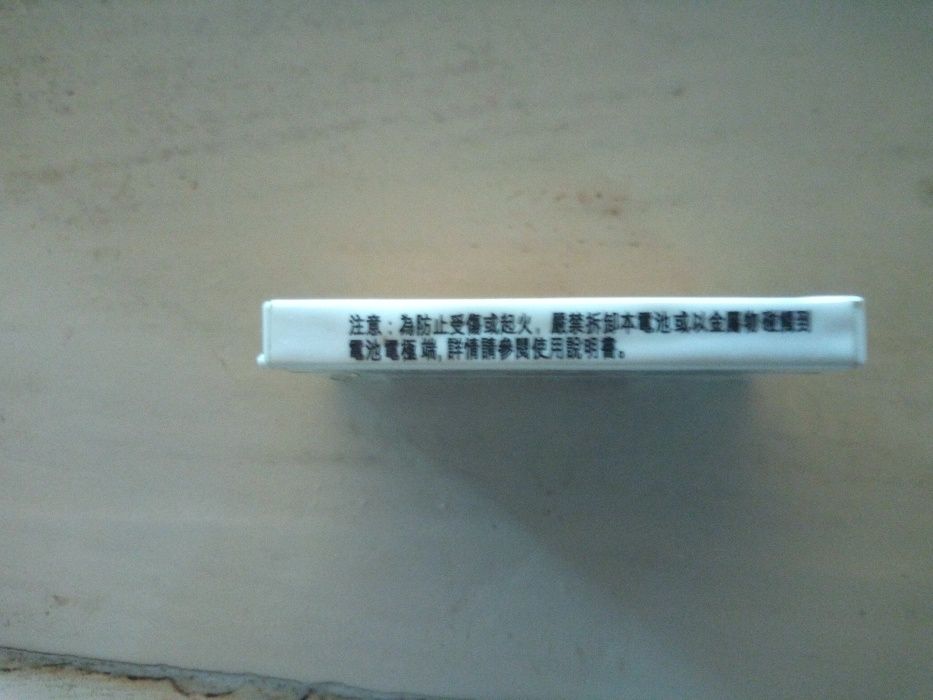 注意：為防止受傷或起火，嚴禁拆卸本電池或以金屬物碰觸到
電池電極端，詳情請參閱使用說明書。